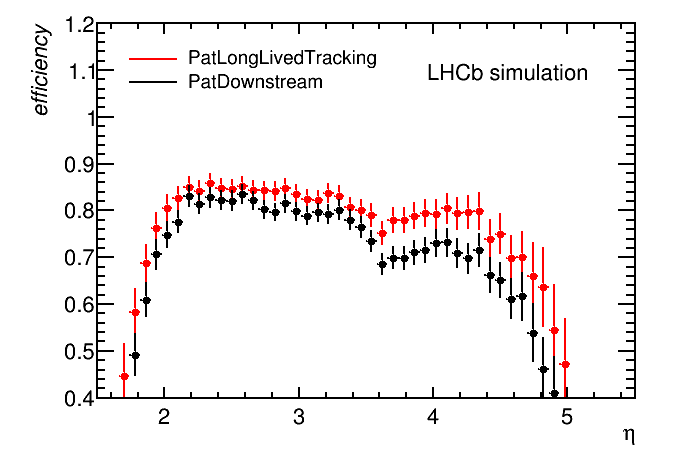 efficiency
1.2
1.1
1
0.9
0.8
0.7
0.6
0.5
0.4
PatLongLivedTracking
PatDownstream
LHCb simulation
2 3 4 5
η